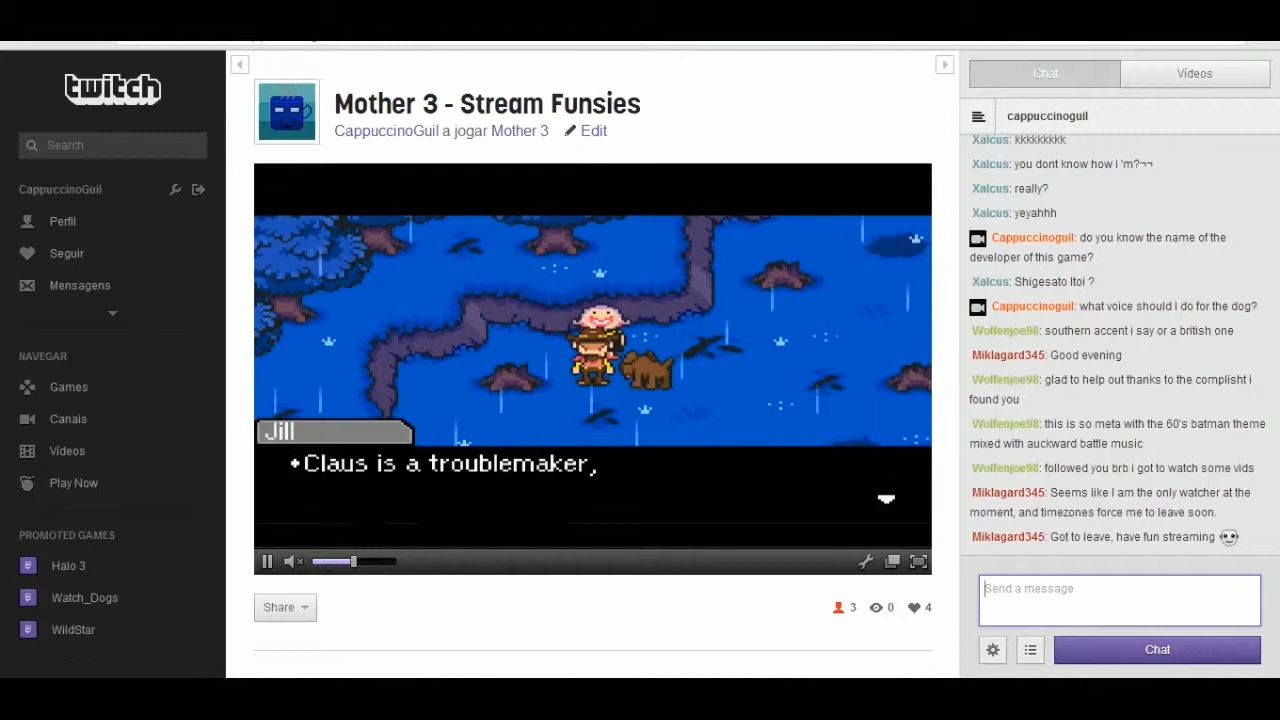 twitch
Search
CappuccinoGuil
Perfil
Seguir
Mensagens
NAVEGAR
Games
Canais
Vídeos
Play Now
PROMOTED GAMES
Halo 3
Watch_Dogs
WildStar
Mother 3 - Stream Funsies
CappuccinoGuil a jogar Mother 3 Edit
Jill
•Claus is a troublemaker,
Share
3 0 4
Chat Vídeos
cappuccinoguil
Xalcus: kkkkkkkkk
Xalcus: you dont know how i 'm?¬¬
Xalcus: really?
Xalcus: yeyahhh
Cappuccinoguil: do you know the name of the
developer of this game?
Xalcus: Shigesato Itoi ?
Cappuccinoguil: what voice should I do for the dog?
Wolfenjoe98: southern accent i say or a british one
Miklagard345: Good evening
Wolfenjoe98: glad to help out thanks to the complisht i
found you
Wolfenjoe98: this is so meta with the 60's batman theme
mixed with auckward battle music
Wolfenjoe98: followed you brb i got to watch some vids
Miklagard345: Seems like I am the only watcher at the
moment, and timezones force me to leave soon.
Miklagard345: Got to leave, have fun streaming
Send a message
Chat